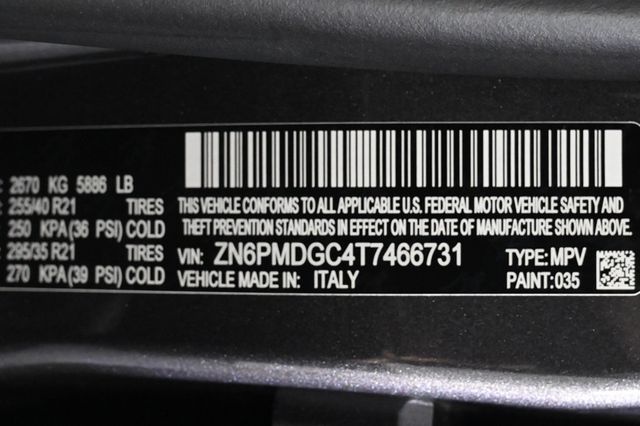 2670 KG 5886 LB
255/40 R21 TIRES
250 KPA(36 PSI) COLD
295/35 R21 TIRES
270 KPA(39 PSI) COLD
THIS VEHICLE CONFORMS TO ALL APPLICABLE U.S. FEDERAL MOTOR VEHICLE SAFETY AND
THEFT PREVENTION STANDARDS IN EFFECT ON THE DATE OF MANUFACTURE SHOWN ABOVE.
VIN: ZN6PMDGC4T7466731 TYPE: MPV
VEHICLE MADE IN: ITALY PAINT: 035